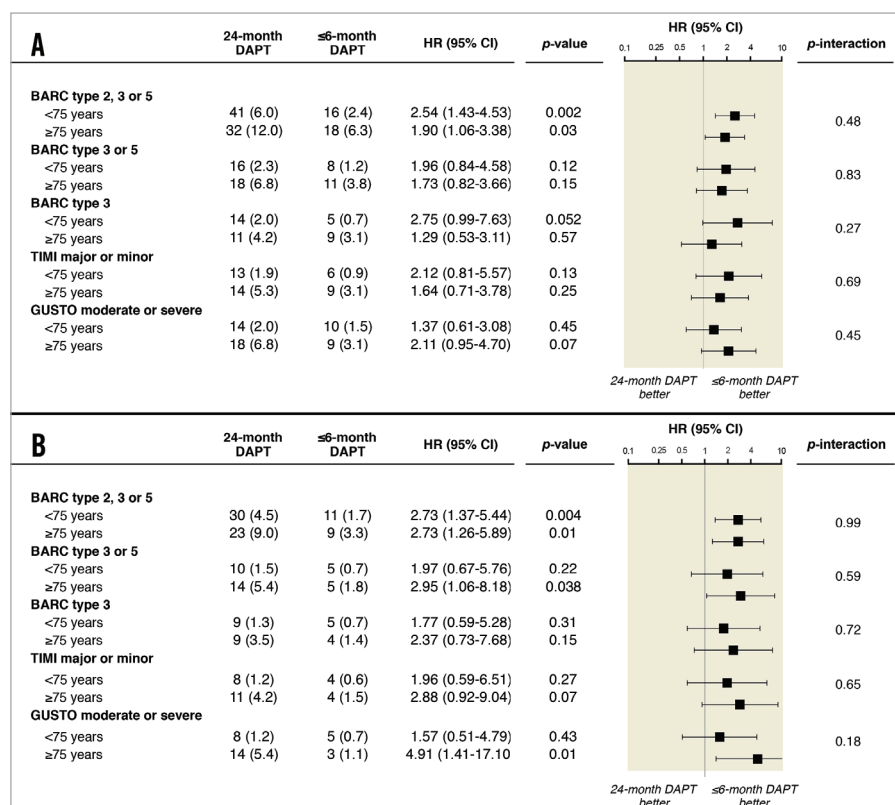 A
24-month DAPT ≤6-month DAPT HR (95% CI) p-value HR (95% CI) p-interaction
0.1 0.25 0.5 1 2 4 10
BARC type 2, 3 or 5
<75 years 41 (6.0) 16 (2.4) 2.54 (1.43-4.53) 0.002
≥75 years 32 (12.0) 18 (6.3) 1.90 (1.06-3.38) 0.03
0.48
BARC type 3 or 5
<75 years 16 (2.3) 8 (1.2) 1.96 (0.84-4.58) 0.12
≥75 years 18 (6.8) 11 (3.8) 1.73 (0.82-3.66) 0.15
0.83
BARC type 3
<75 years 14 (2.0) 5 (0.7) 2.75 (0.99-7.63) 0.052
≥75 years 11 (4.2) 9 (3.1) 1.29 (0.53-3.11) 0.57
0.27
TIMI major or minor
<75 years 13 (1.9) 6 (0.9) 2.12 (0.81-5.57) 0.13
≥75 years 14 (5.3) 9 (3.1) 1.64 (0.71-3.78) 0.25
0.69
GUSTO moderate or severe
<75 years 14 (2.0) 10 (1.5) 1.37 (0.61-3.08) 0.45
≥75 years 18 (6.8) 9 (3.1) 2.11 (0.95-4.70) 0.07
0.45
24-month DAPT better ≤6-month DAPT better
B
24-month DAPT ≤6-month DAPT HR (95% CI) p-value HR (95% CI) p-interaction
0.1 0.25 0.5 1 2 4 10
BARC type 2, 3 or 5
<75 years 30 (4.5) 11 (1.7) 2.73 (1.37-5.44) 0.004
≥75 years 23 (9.0) 9 (3.3) 2.73 (1.26-5.89) 0.01
0.99
BARC type 3 or 5
<75 years 10 (1.5) 5 (0.7) 1.97 (0.67-5.76) 0.22
≥75 years 14 (5.4) 5 (1.8) 2.95 (1.06-8.18) 0.038
0.59
BARC type 3
<75 years 9 (1.3) 5 (0.7) 1.77 (0.59-5.28) 0.31
≥75 years 9 (3.5) 4 (1.4) 2.37 (0.73-7.68) 0.15
0.72
TIMI major or minor
<75 years 8 (1.2) 4 (0.6) 1.96 (0.59-6.51) 0.27
≥75 years 11 (4.2) 4 (1.5) 2.88 (0.92-9.04) 0.07
0.65
GUSTO moderate or severe
<75 years 8 (1.2) 5 (0.7) 1.57 (0.51-4.79) 0.43
≥75 years 14 (5.4) 3 (1.1) 4.91 (1.41-17.10 0.01
0.18
24-month DAPT better ≤6-month DAPT better